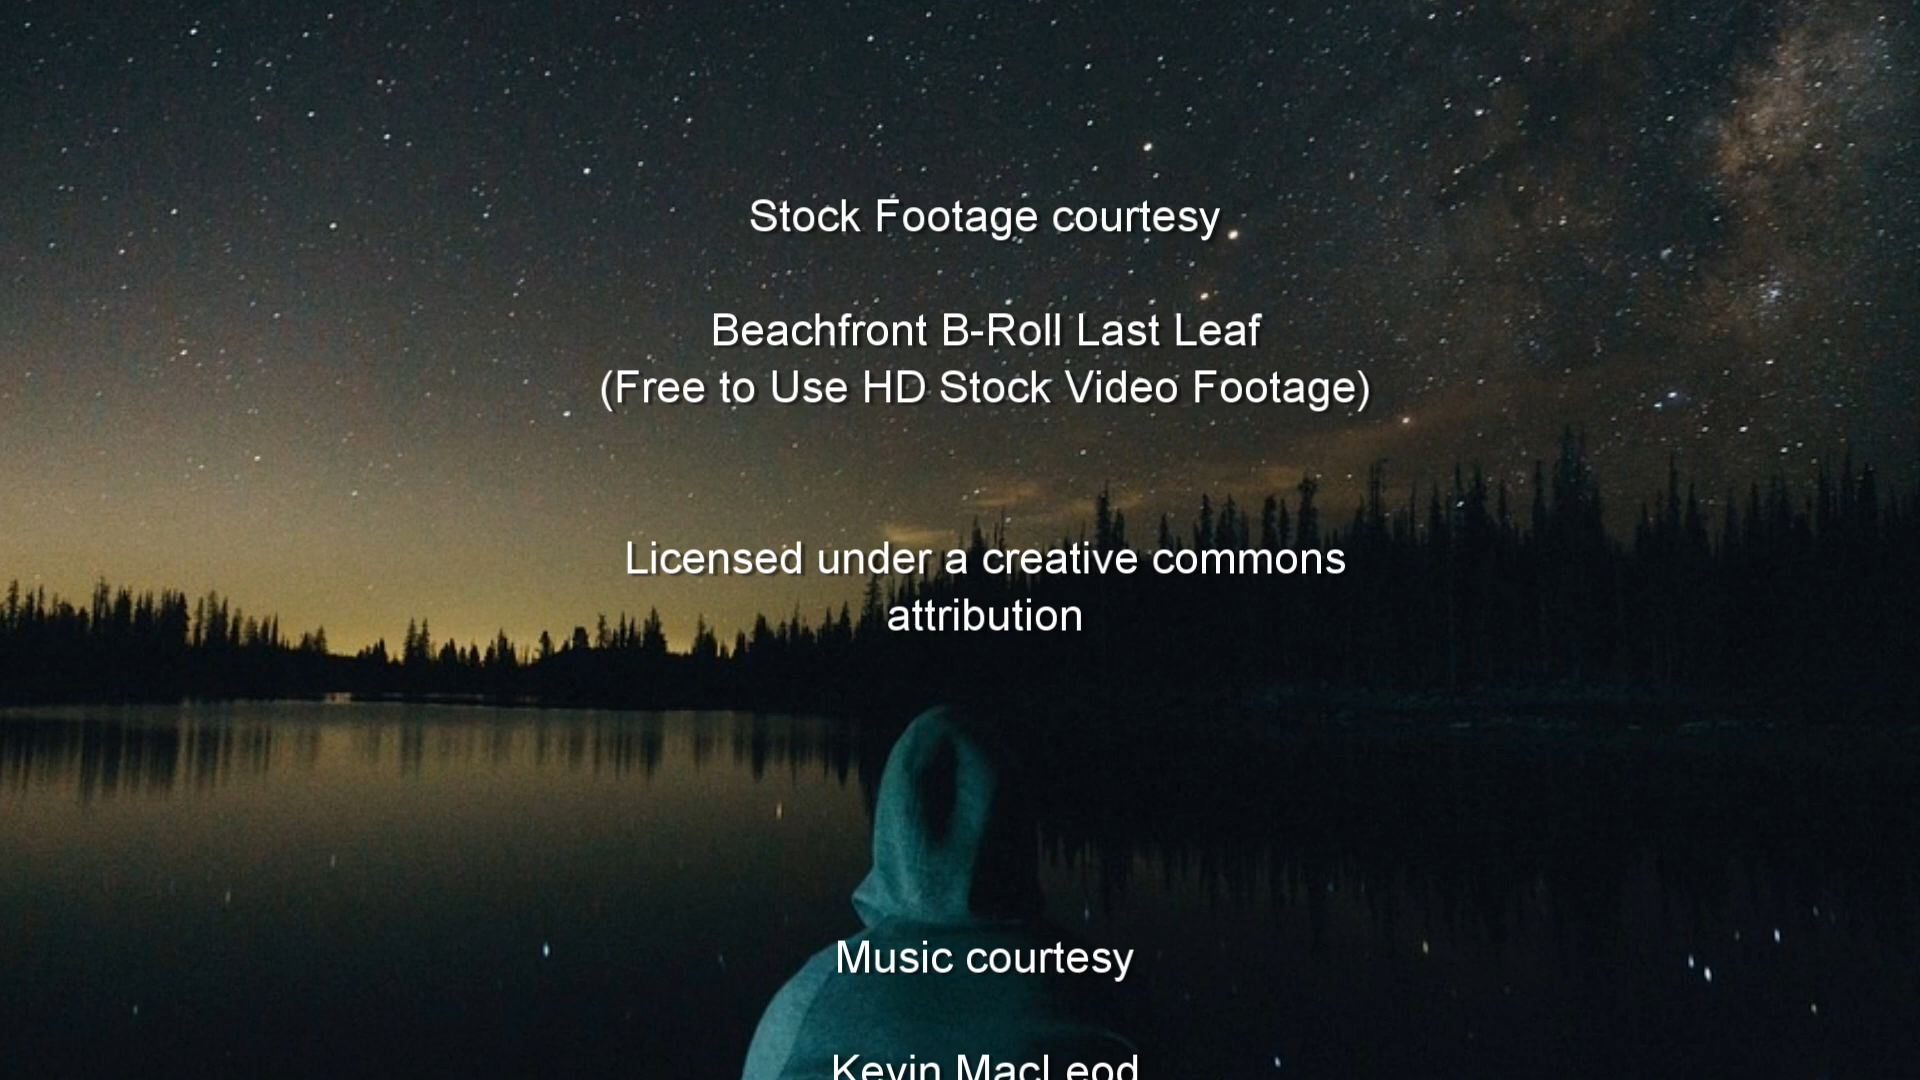 Stock Footage courtesy
Beachfront B-Roll Last Leaf
(Free to Use HD Stock Video Footage)
Licensed under a creative commons
attribution
Music courtesy
Kevin MacLeod